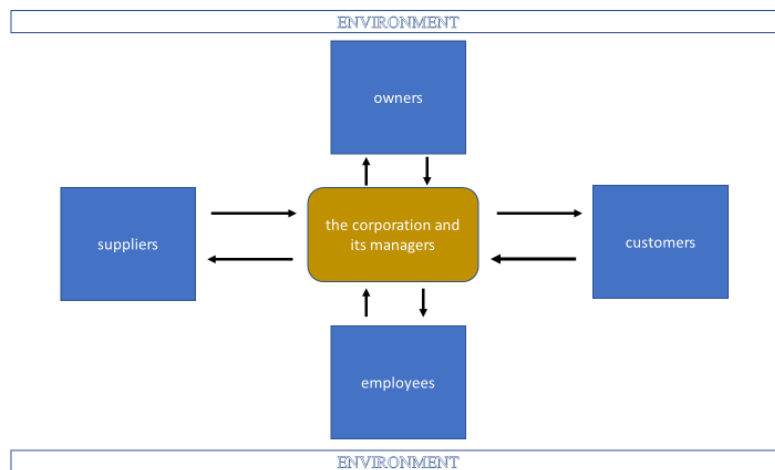 ENVIRONMENT
owners
suppliers
the corporation and
its managers
customers
employees
ENVIRONMENT